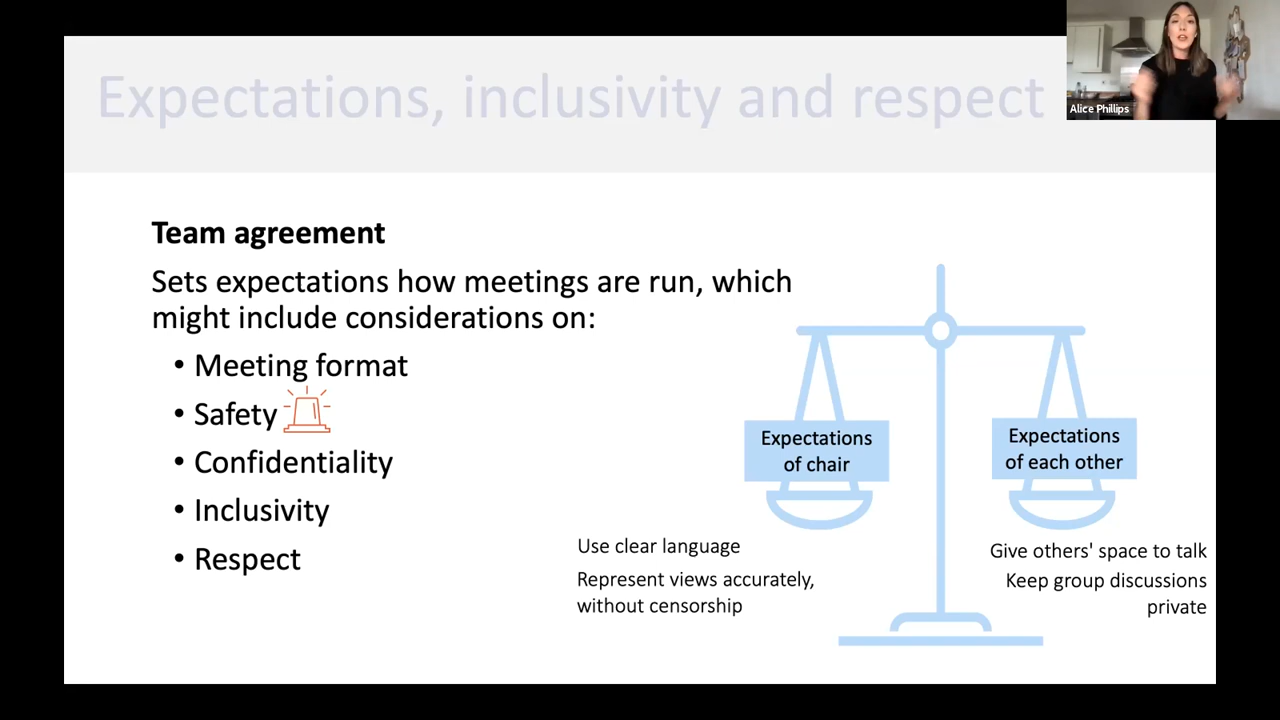 Expectations, inclusivity and respect
Alice Phillips
Team agreement
Sets expectations how meetings are run, which
might include considerations on:
• Meeting format
• Safety
• Confidentiality
• Inclusivity
• Respect
Expectations
of chair
Use clear language
Represent views accurately,
without censorship
Expectations
of each other
Give others' space to talk
Keep group discussions
private